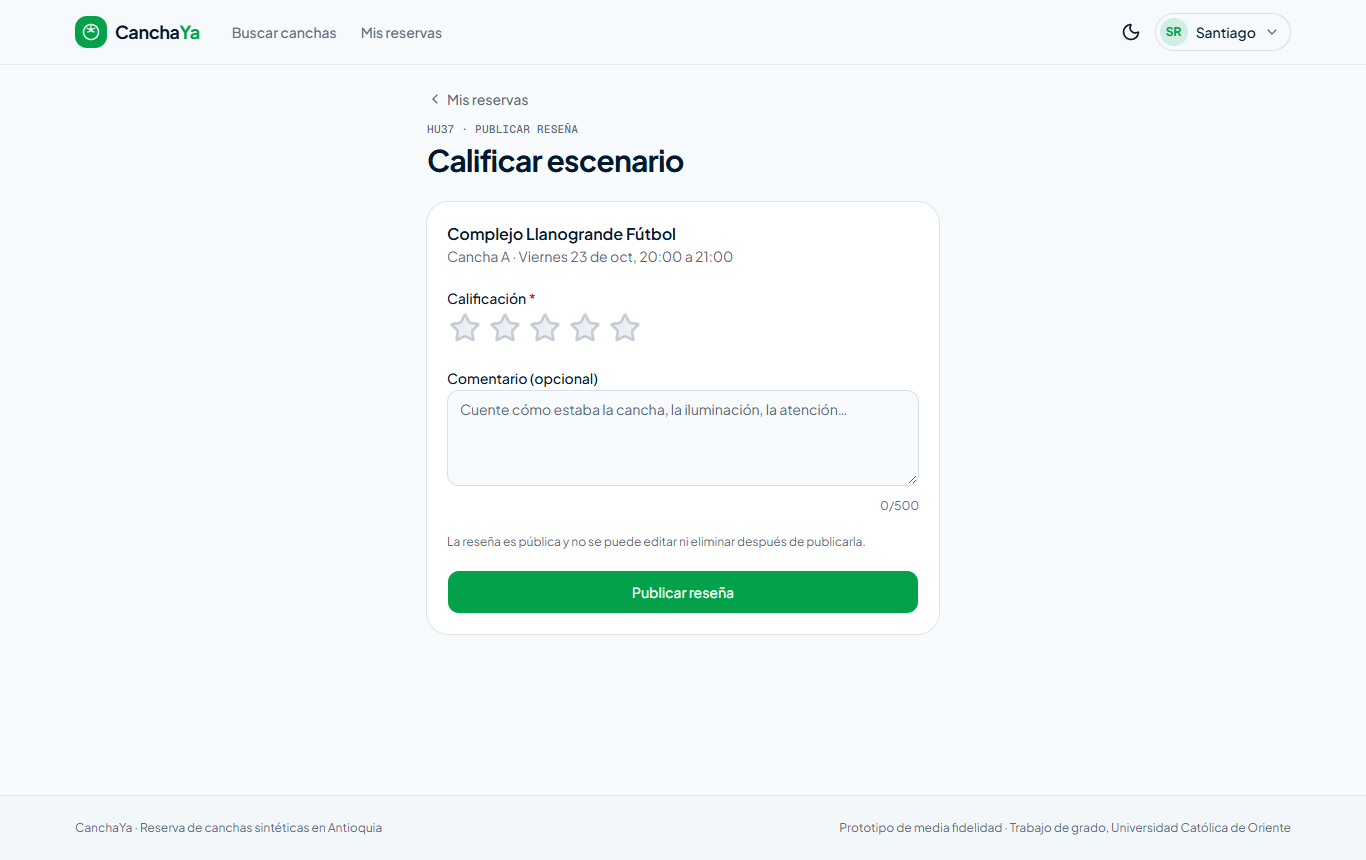 CanchaYa
Buscar canchas
Mis reservas
SR
Santiago
Mis reservas
HU37 · PUBLICAR RESEÑA
Calificar escenario
Complejo Llanogrande Fútbol
Cancha A · Viernes 23 de oct, 20:00 a 21:00
Calificación *
Comentario (opcional)
Cuente cómo estaba la cancha, la iluminación, la atención…
0/500
La reseña es pública y no se puede editar ni eliminar después de publicarla.
Publicar reseña
CanchaYa · Reserva de canchas sintéticas en Antioquia
Prototipo de media fidelidad · Trabajo de grado, Universidad Católica de Oriente